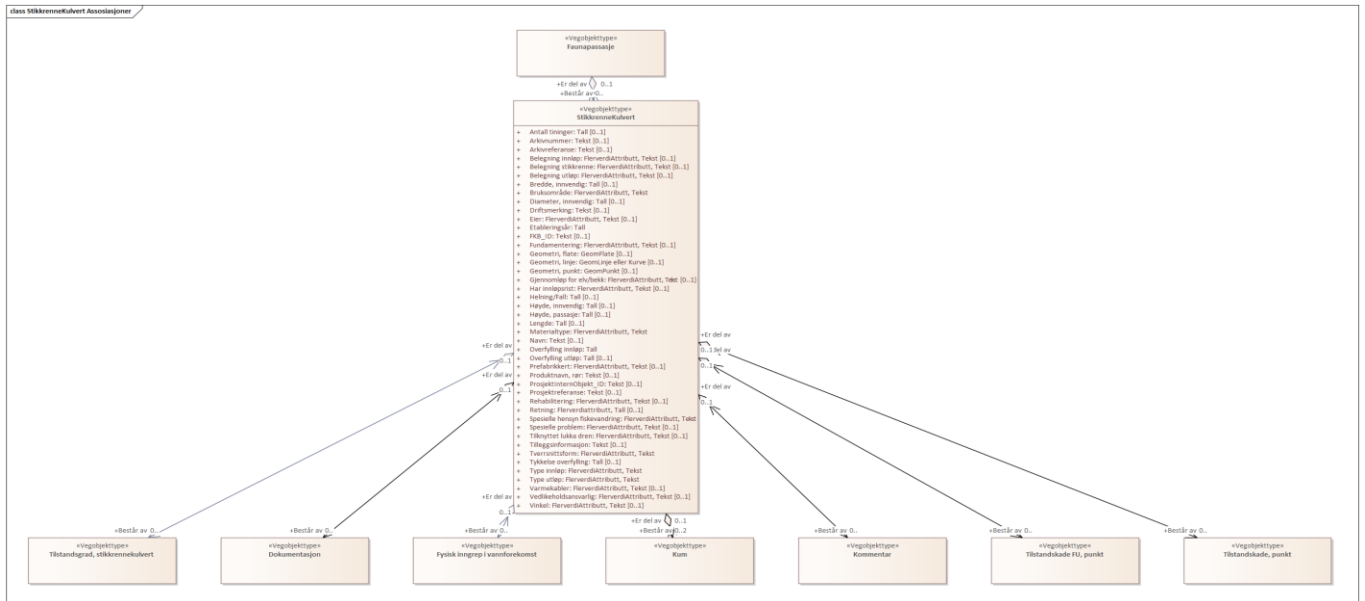 class StikkrenneKulvert Assosiasjoner
«Vegobjekttype»
Faunapassasje
+Er del av 0..1
+Består av 0..
«Vegobjekttype»
StikkrenneKulvert
+ Antall tininger: Tall [0..1]
+ Arkivnummer: Tekst [0..1]
+ Arkivreferanse: Tekst [0..1]
+ Belegning innløp: FlerverdiAttributt, Tekst [0..1]
+ Belegning stikkrenne: FlerverdiAttributt, Tekst [0..1]
+ Belegning utløp: FlerverdiAttributt, Tekst [0..1]
+ Bredde, innvendig: Tall [0..1]
+ Bruksområde: FlerverdiAttributt, Tekst
+ Diameter, innvendig: Tall [0..1]
+ Driftsmerking: Tekst [0..1]
+ Eier: FlerverdiAttributt, Tekst [0..1]
+ Etableringsår: Tall
+ FKB_ID: Tekst [0..1]
+ Fundamentering: FlerverdiAttributt, Tekst [0..1]
+ Geometri, flate: GeomFlate [0..1]
+ Geometri, linje: GeomLinje eller Kurve [0..1]
+ Geometri, punkt: GeomPunkt [0..1]
+ Gjennomløp for elv/bekk: FlerverdiAttributt, Tekst [0..1]
+ Har innløpsrist: FlerverdiAttributt, Tekst [0..1]
+ Helning/Fall: Tall [0..1]
+ Høyde, innvendig: Tall [0..1]
+ Høyde, passasje: Tall [0..1]
+ Lengde: Tall [0..1]
+ Materialtype: FlerverdiAttributt, Tekst
+ Navn: Tekst [0..1]
+ Overfylling innløp: Tall
+ Overfylling utløp: Tall [0..1]
+ Prefabrikkert: FlerverdiAttributt, Tekst [0..1]
+ Produktnavn, rør: Tekst [0..1]
+ ProsjektInternObjekt_ID: Tekst [0..1]
+ Prosjektreferanse: Tekst [0..1]
+ Rehabilitering: FlerverdiAttributt, Tekst [0..1]
+ Retning: Flerverdiattributt, Tall [0..1]
+ Spesielle hensyn fiskevandring: FlerverdiAttributt, Tekst
+ Spesielle problem: FlerverdiAttributt, Tekst [0..1]
+ Tilknyttet lukka dren: FlerverdiAttributt, Tekst [0..1]
+ Tilleggsinformasjon: Tekst [0..1]
+ Tverrsnittsform: FlerverdiAttributt, Tekst
+ Tykkelse overfylling: Tall [0..1]
+ Type innløp: FlerverdiAttributt, Tekst
+ Type utløp: FlerverdiAttributt, Tekst
+ Varmekabler: FlerverdiAttributt, Tekst [0..1]
+ Vedlikeholdsansvarlig: FlerverdiAttributt, Tekst [0..1]
+ Vinkel: FlerverdiAttributt, Tekst [0..1]
+Er del av
0..1
+Er del av
0..1
+Er del av
0..1
+Er del av 0..1
+Er del av
0..1 del av
0..1
+Er del av
0..1
+Består av 0..
+Består av 0..
+Består av 0..
+Består av 0..2
+Består av 0..
+Består av 0..
+Består av 0..
«Vegobjekttype»
Tilstandsgrad, stikkrennekulvert
«Vegobjekttype»
Dokumentasjon
«Vegobjekttype»
Fysisk inngrep i vannforekomst
«Vegobjekttype»
Kum
«Vegobjekttype»
Kommentar
«Vegobjekttype»
Tilstandskade FU, punkt
«Vegobjekttype»
Tilstandskade, punkt